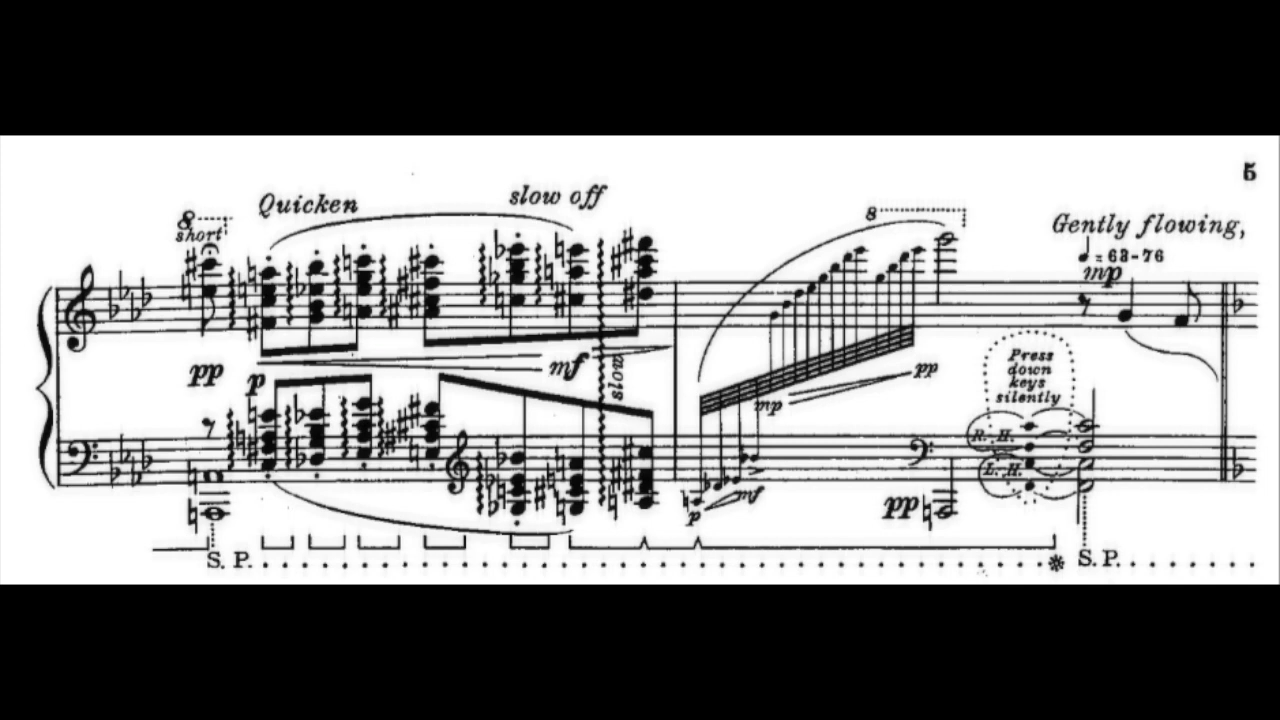 5
Quicken
slow off
8
8
short
Gently flowing,
= 63-76
mp
pp
p
mf
slow
mp
pp
Press
down
keys
silently
R. H.
L. H.
p
mf
pp
S. P.
S. P.